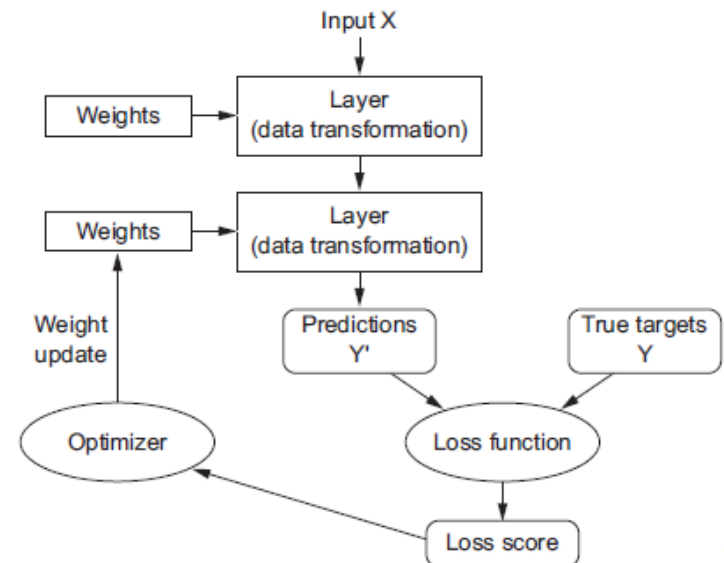 Input X
Layer
(data transformation)
Weights
Layer
(data transformation)
Weights
Predictions
Y'
True targets
Y
Weight
update
Optimizer
Loss function
Loss score